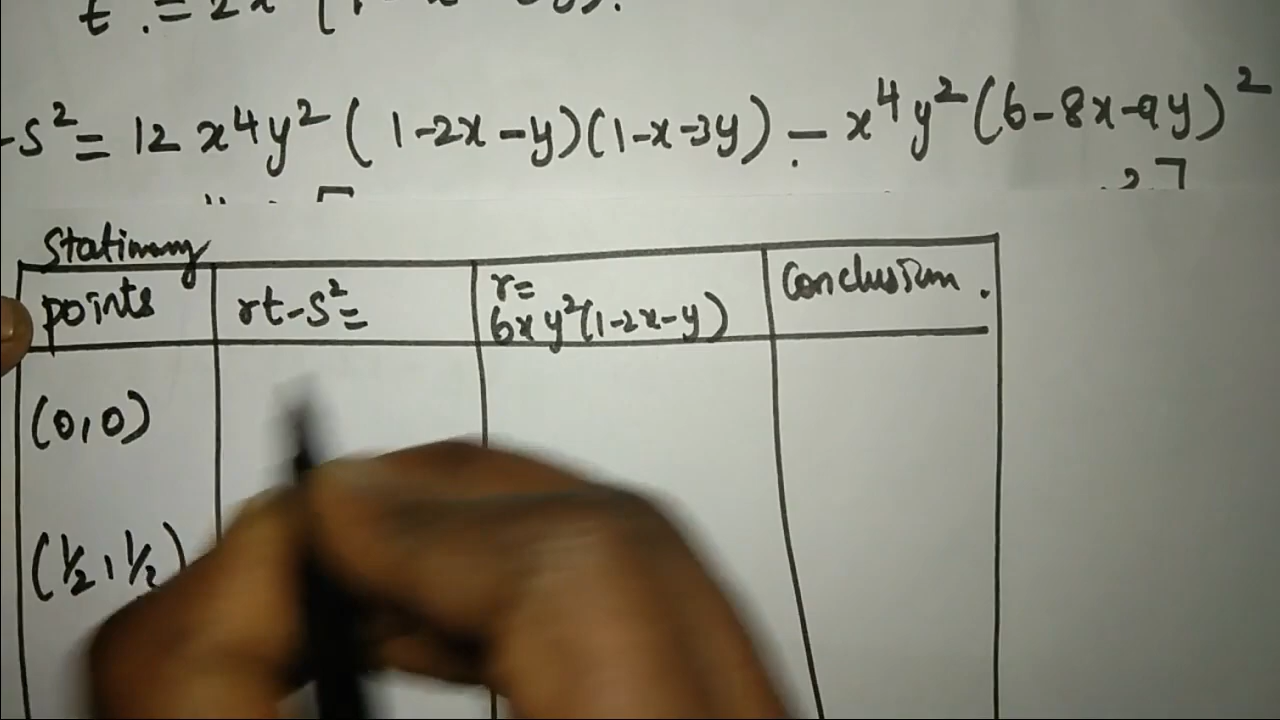 -s²= 12 x⁴y² ( 1-2x-y)(1-x-3y) - x⁴y²(6-8x-9y)²
Stationary points
rt-s²=
r= 6xy²(1-2x-y)
Conclusion.
(0,0)
(1/2,1/2)